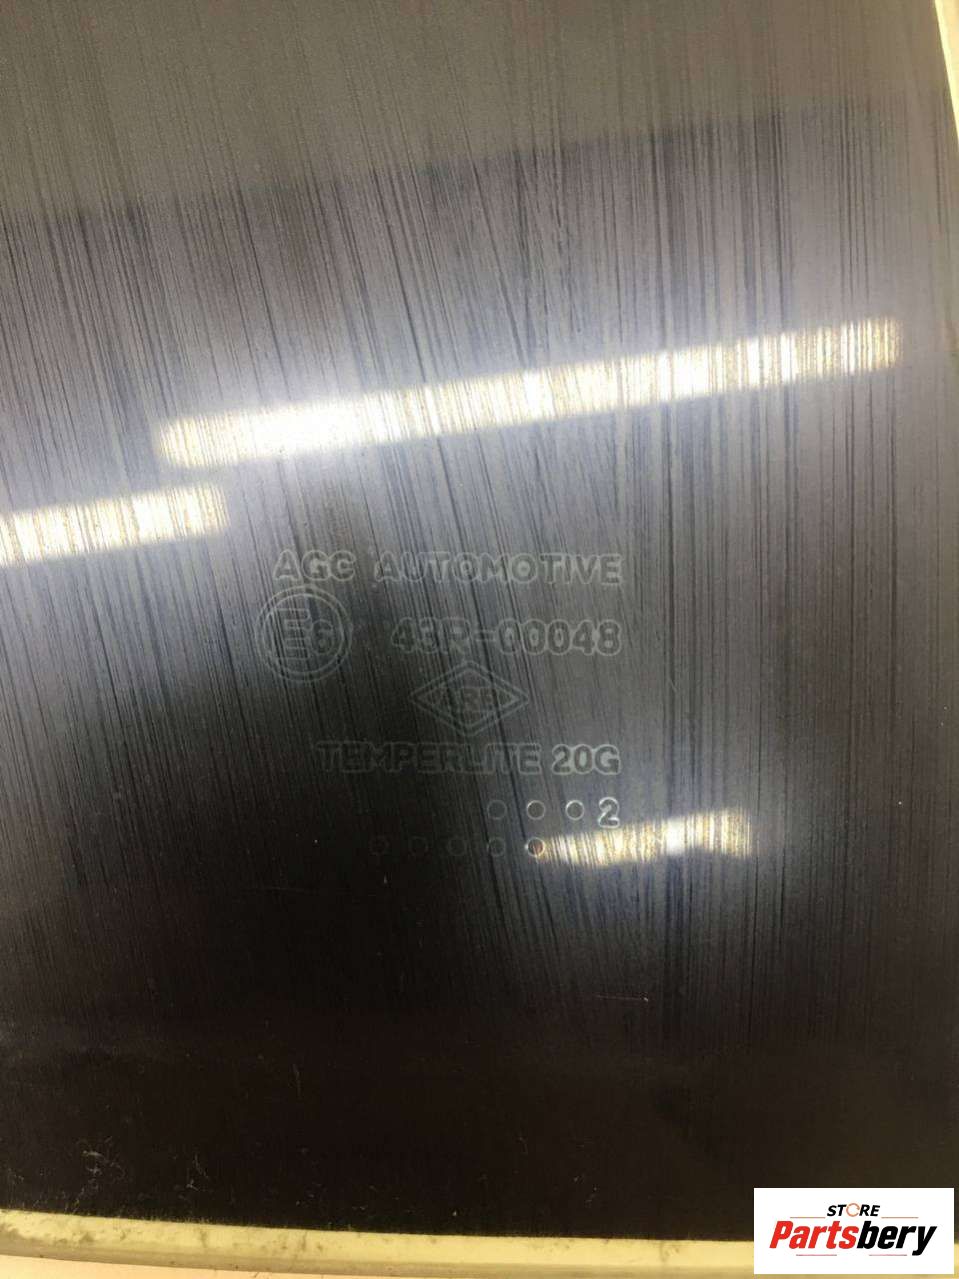 AGC AUTOMOTIVE
E6 43R-00048
TEMPERLITE 20G
2
STORE
Partsbery